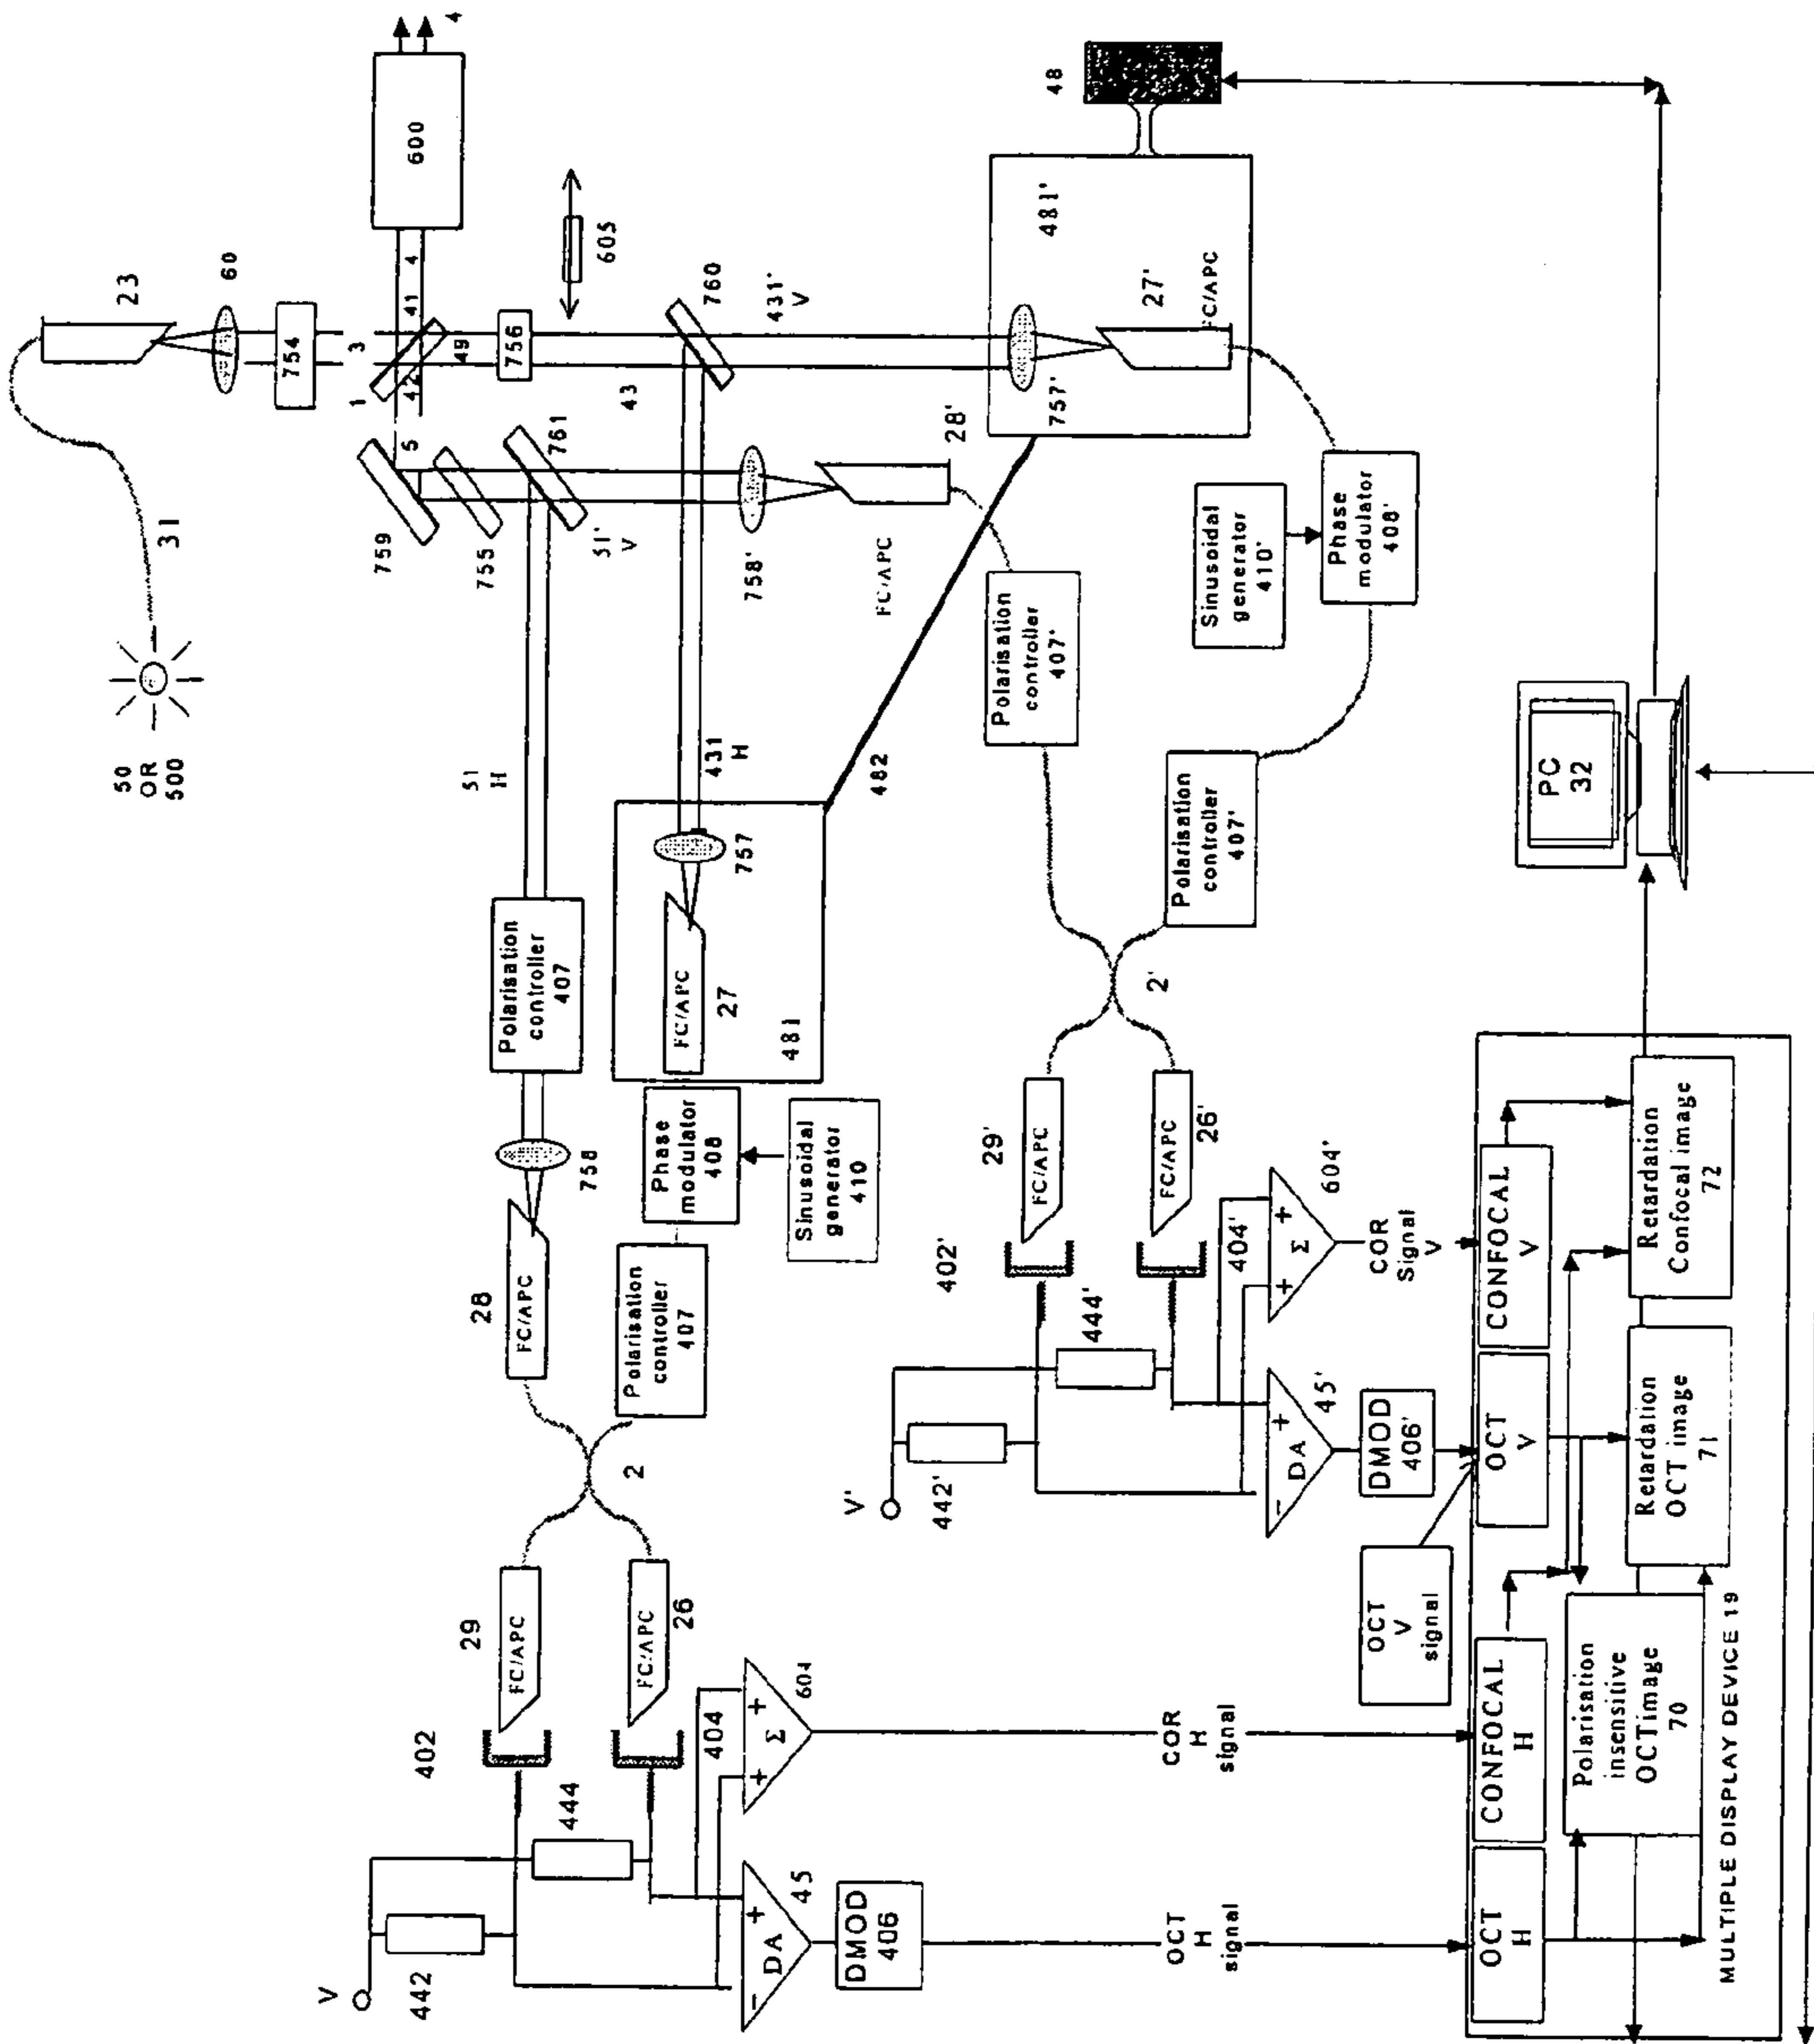 4
600
23
60
754
3
41
4
1
42
49
756
605
5
43
760
431'
V
759
755
761
51'
V
758'
28'
FC/APC
31
50
OR
500
51
H
431
H
482
48
481'
757'
27'
FC/APC
Polarisation
controller
407'
Sinusoidal
generator
410'
Phase
modulator
408'
Polarisation
controller
407'
2'
Polarisation
controller
407
758
28
FC/APC
757
FC/APC
27
481
Phase
modulator
408
Sinusoidal
generator
410
Polarisation
controller
407
2
29
FC/APC
26
FC/APC
402
404
444
442
V
604
Σ
+
+
DA
+
−
45
DMOD
406
29'
FC/APC
26'
FC/APC
402'
404'
444'
442'
V'
604'
Σ
+
+
DA
+
−
45'
DMOD
406'
COR
Signal
V
OCT
V
signal
COR
H
signal
OCT
H
signal
PC
32
CONFOCAL
V
OCT
V
CONFOCAL
H
OCT
H
Retardation
Confocal image
72
Retardation
OCT image
71
Polarisation
insensitive
OCTimage
70
MULTIPLE DISPLAY DEVICE 19